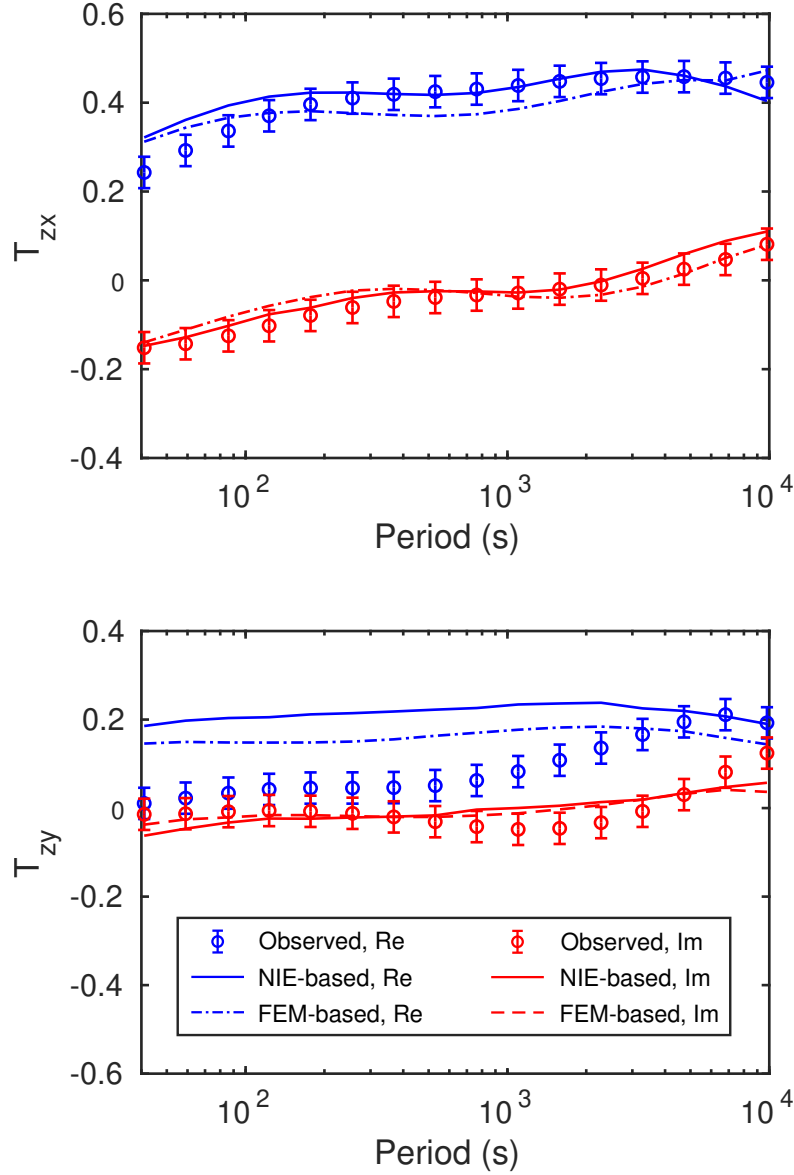 0.6
0.4
0.2
0
-0.2
-0.4
T_zx
10^2 10^3 10^4
Period (s)
0.4
0.2
0
-0.2
-0.4
-0.6
T_zy
Observed, Re Observed, Im
NIE-based, Re NIE-based, Im
FEM-based, Re FEM-based, Im
10^2 10^3 10^4
Period (s)